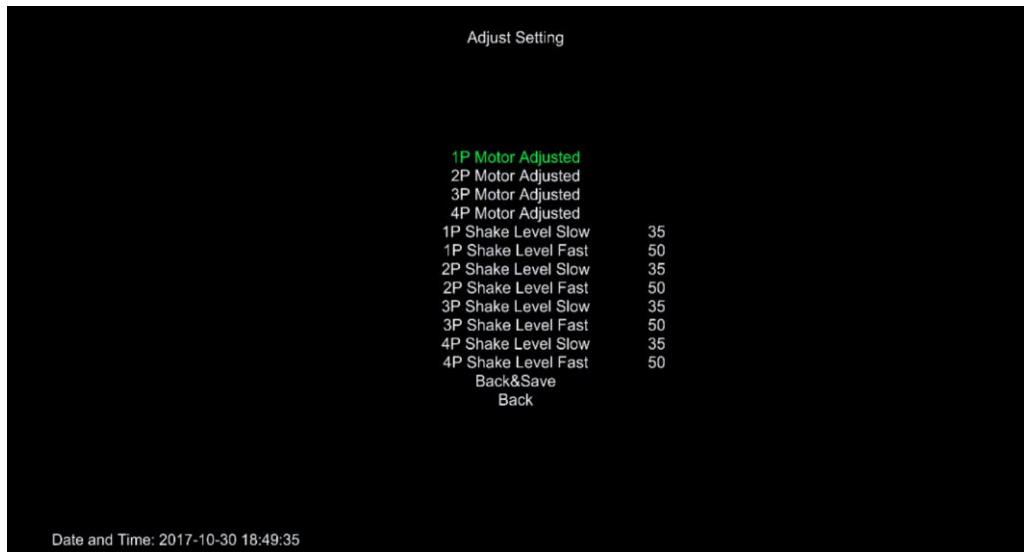 Adjust Setting
1P Motor Adjusted
2P Motor Adjusted
3P Motor Adjusted
4P Motor Adjusted
1P Shake Level Slow 35
1P Shake Level Fast 50
2P Shake Level Slow 35
2P Shake Level Fast 50
3P Shake Level Slow 35
3P Shake Level Fast 50
4P Shake Level Slow 35
4P Shake Level Fast 50
Back&Save
Back
Date and Time: 2017-10-30 18:49:35